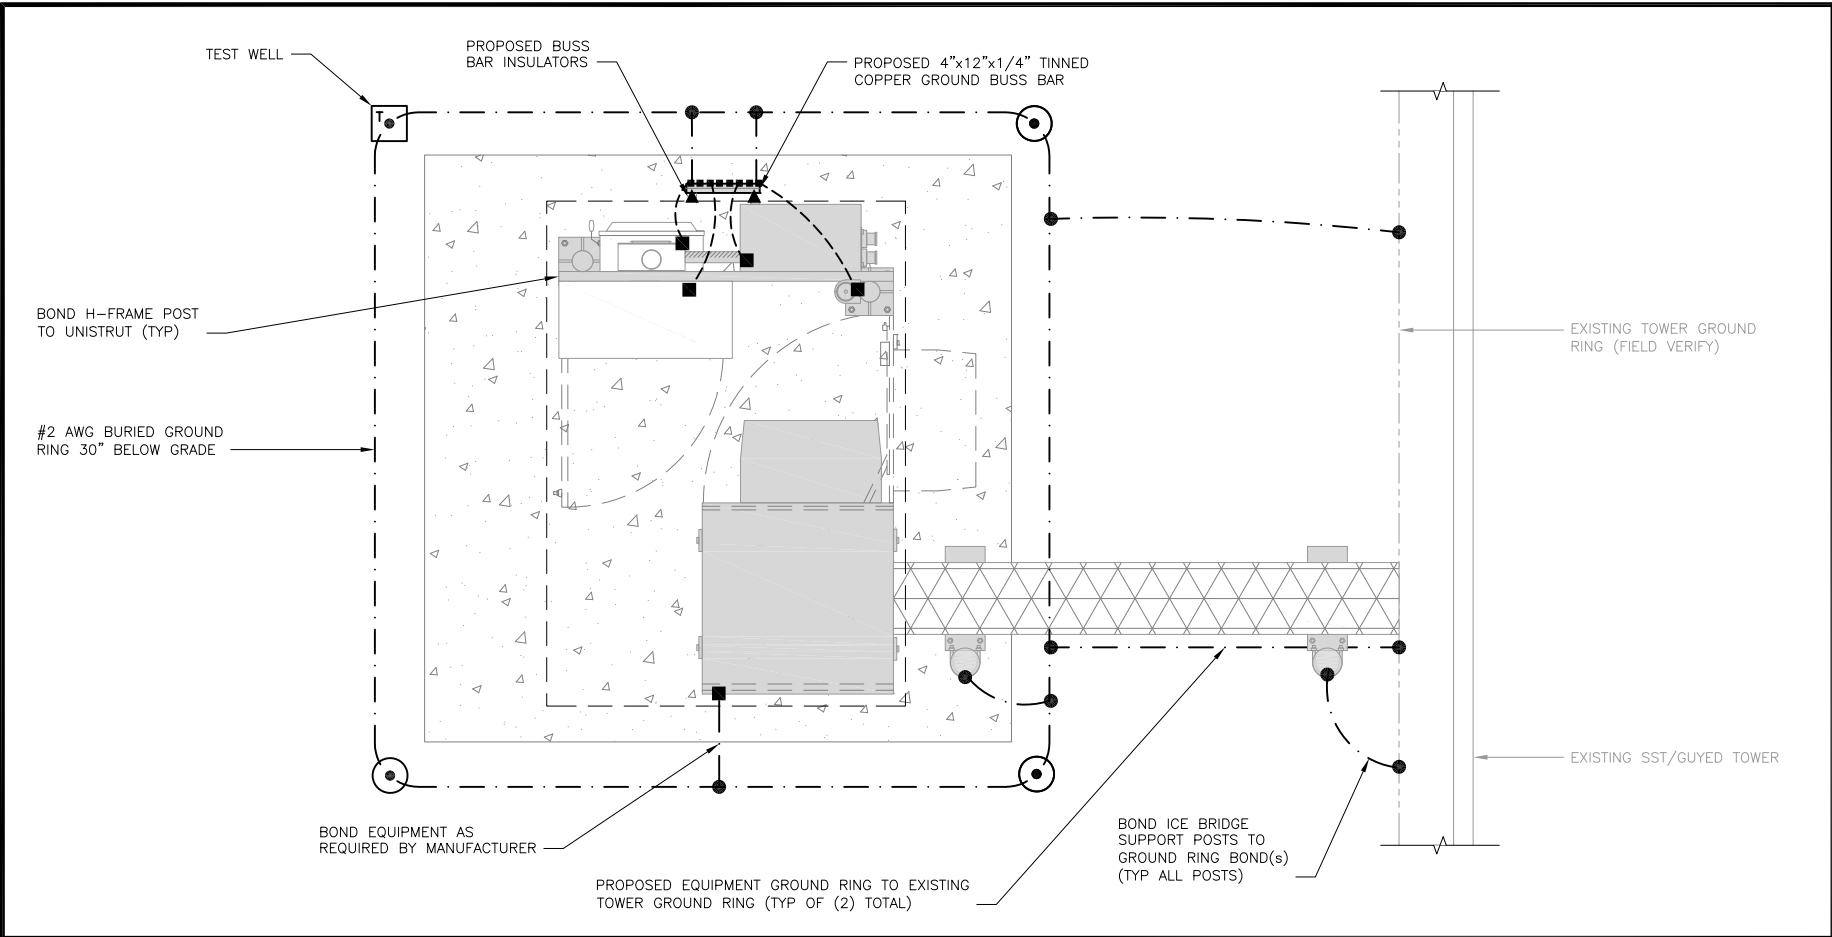 TEST WELL
PROPOSED BUSS
BAR INSULATORS
PROPOSED 4"x12"x1/4" TINNED
COPPER GROUND BUSS BAR
T
BOND H-FRAME POST
TO UNISTRUT (TYP)
EXISTING TOWER GROUND
RING (FIELD VERIFY)
#2 AWG BURIED GROUND
RING 30" BELOW GRADE
EXISTING SST/GUYED TOWER
BOND EQUIPMENT AS
REQUIRED BY MANUFACTURER
BOND ICE BRIDGE
SUPPORT POSTS TO
GROUND RING BOND(s)
(TYP ALL POSTS)
PROPOSED EQUIPMENT GROUND RING TO EXISTING
TOWER GROUND RING (TYP OF (2) TOTAL)